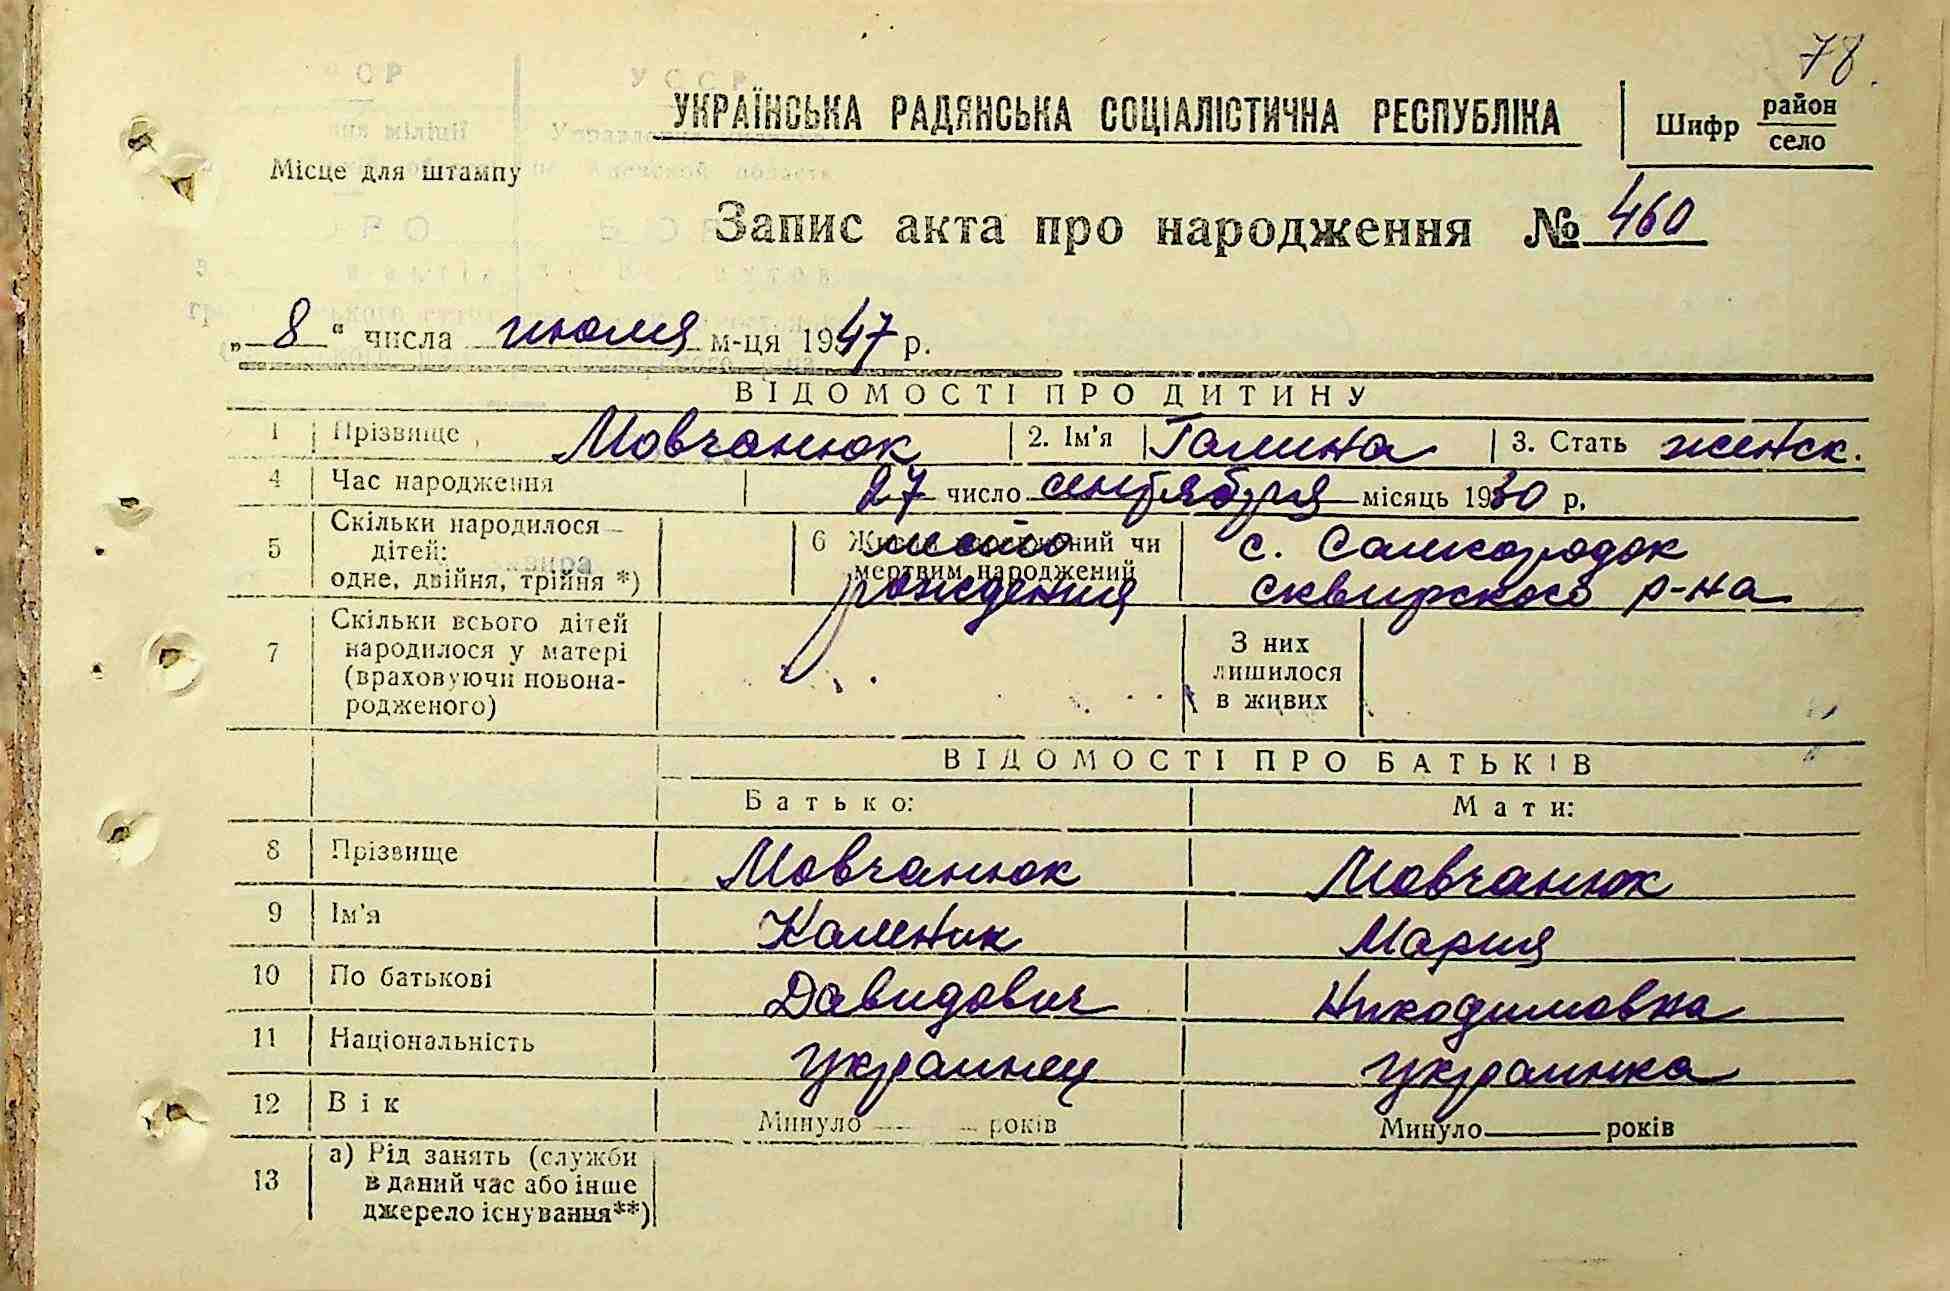 78.
УКРАЇНСЬКА РАДЯНСЬКА СОЦІАЛІСТИЧНА РЕСПУБЛІКА
Шифр район
село
Місце для штампу
Запис акта про народження № 460
„ 8 “ числа июля м-ця 1947 р.
ВІДОМОСТІ ПРО ДИТИНУ
1 Прізвище Мовчанюк 2. Ім’я Галина 3. Стать женск.
4 Час народження 27 число сентября місяць 1930 р,
5 Скільки народилося дітей: одне, двійня, трійня *)
6 Живим народжений чи мертвим народжений
место рождения
с. Самгородок
сквирского р-на
7 Скільки всього дітей народилося у матері (враховуючи новонародженого)
З них лишилося в живих
ВІДОМОСТІ ПРО БАТЬКІВ
Батько: Мати:
8 Прізвище Мовчанюк Мовчанюк
9 Ім’я Каленик Мария
10 По батькові Давидович Никодимовна
11 Національність украинец украинка
12 Вік Минуло — років Минуло — років
13 а) Рід занять (служби
в даний час або інше
джерело існування**)